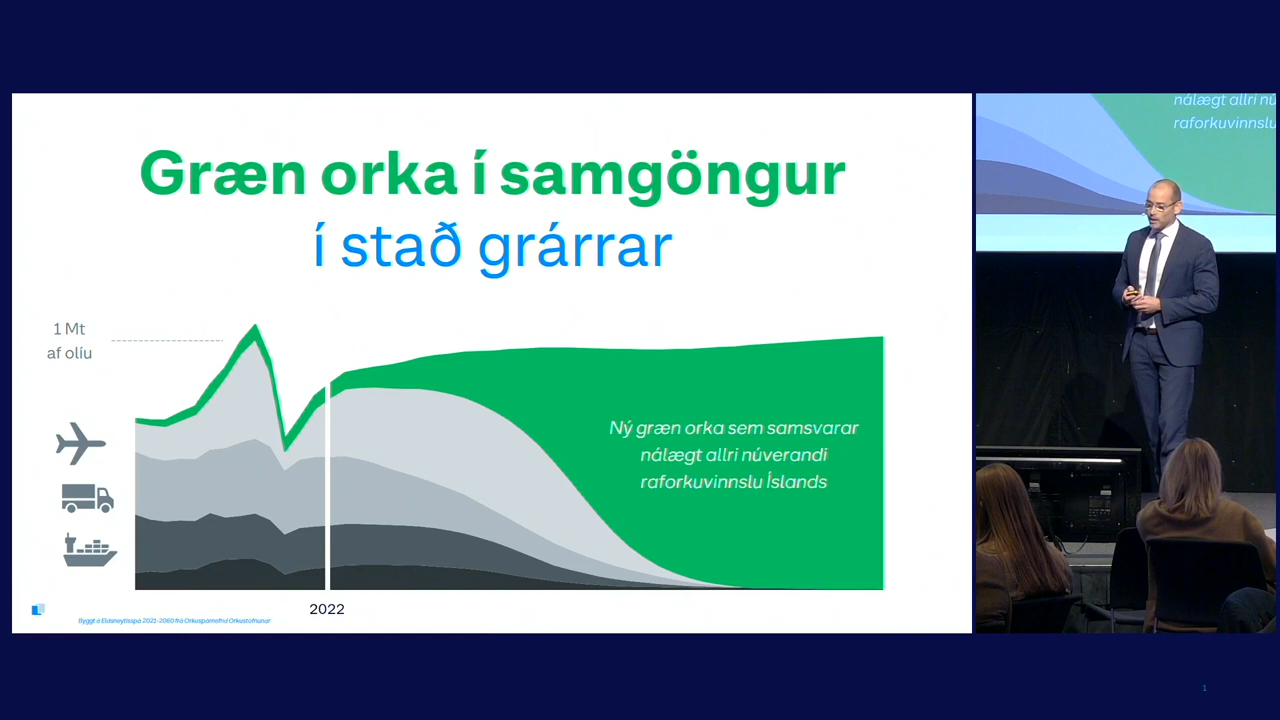 Græn orka í samgöngur
í stað grárrar
1 Mt
af olíu
Ný græn orka sem samsvarar
nálægt allri núverandi
raforkuvinnslu Íslands
2022
Byggt á Eldsneytisspá 2021-2060 frá Orkuspárnefnd Orkustofnunar
nálægt allri nú
raforkuvinnslu
1